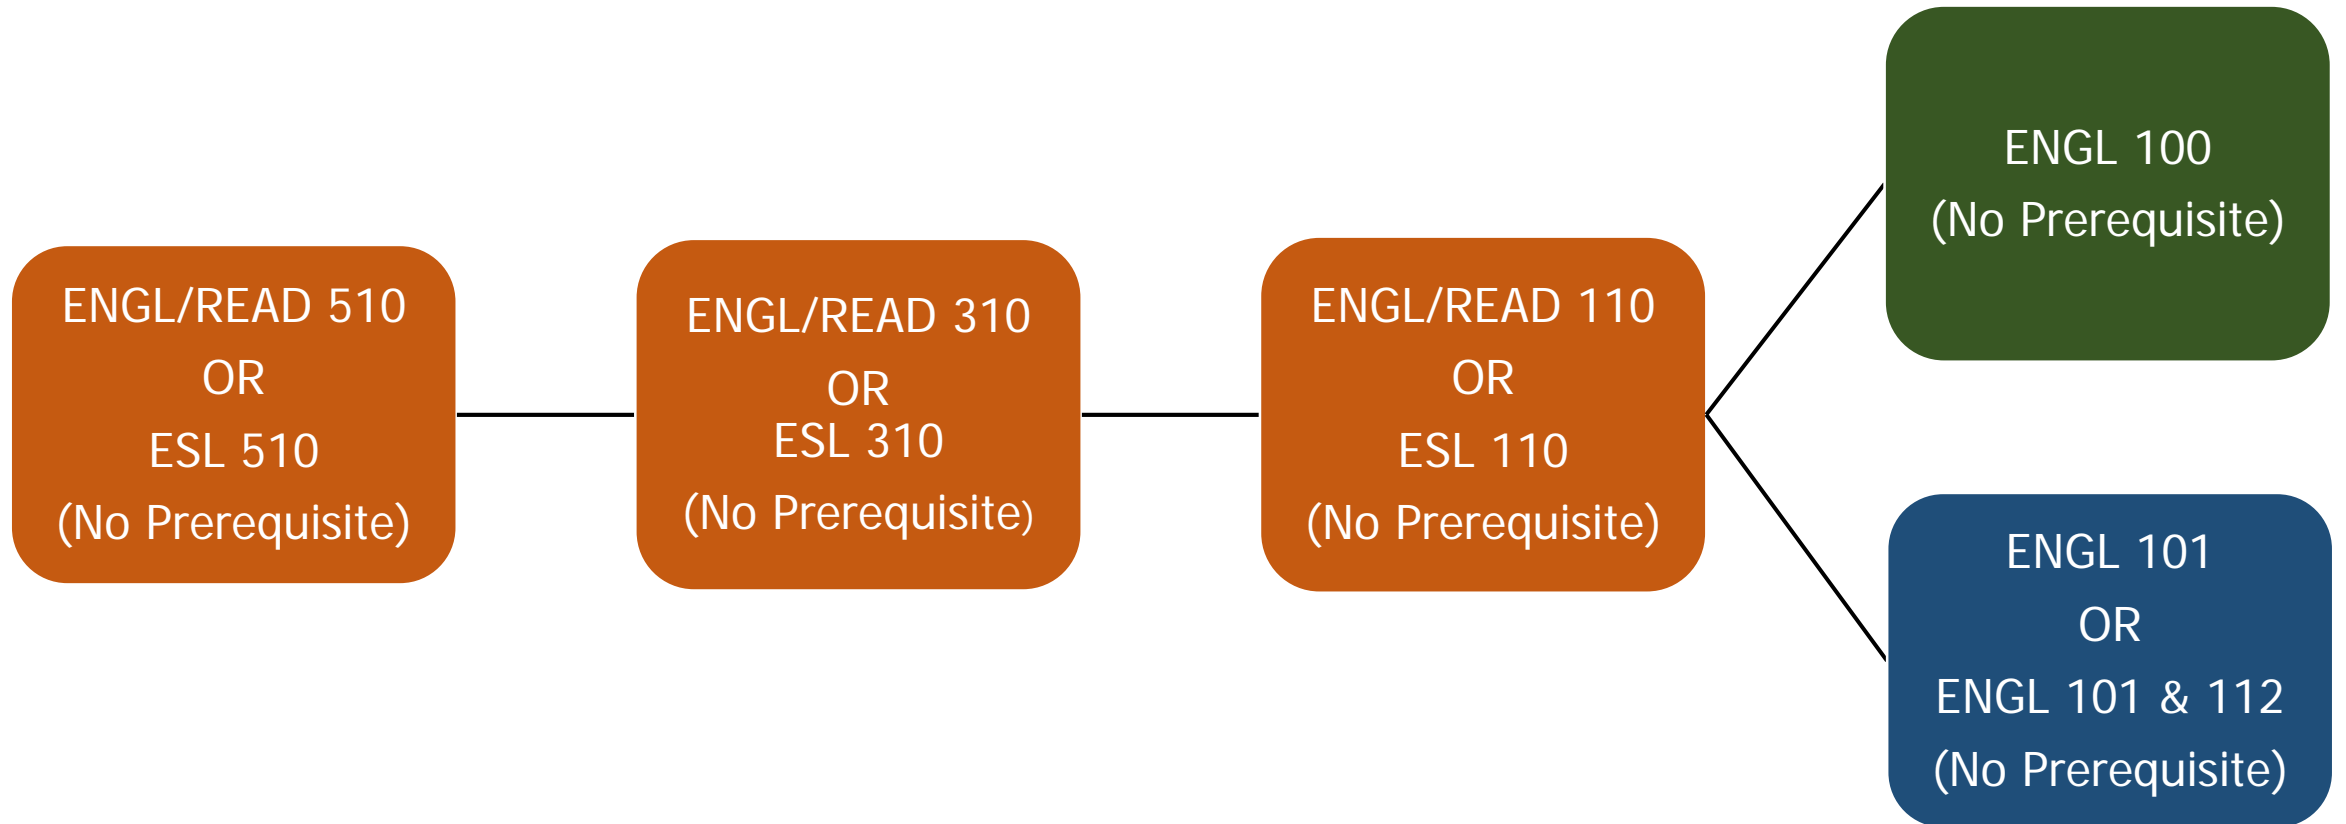 ENGL/READ 510
OR
ESL 510
(No Prerequisite)
ENGL/READ 310
OR
ESL 310
(No Prerequisite)
ENGL/READ 110
OR
ESL 110
(No Prerequisite)
ENGL 100
(No Prerequisite)
ENGL 101
OR
ENGL 101 & 112
(No Prerequisite)